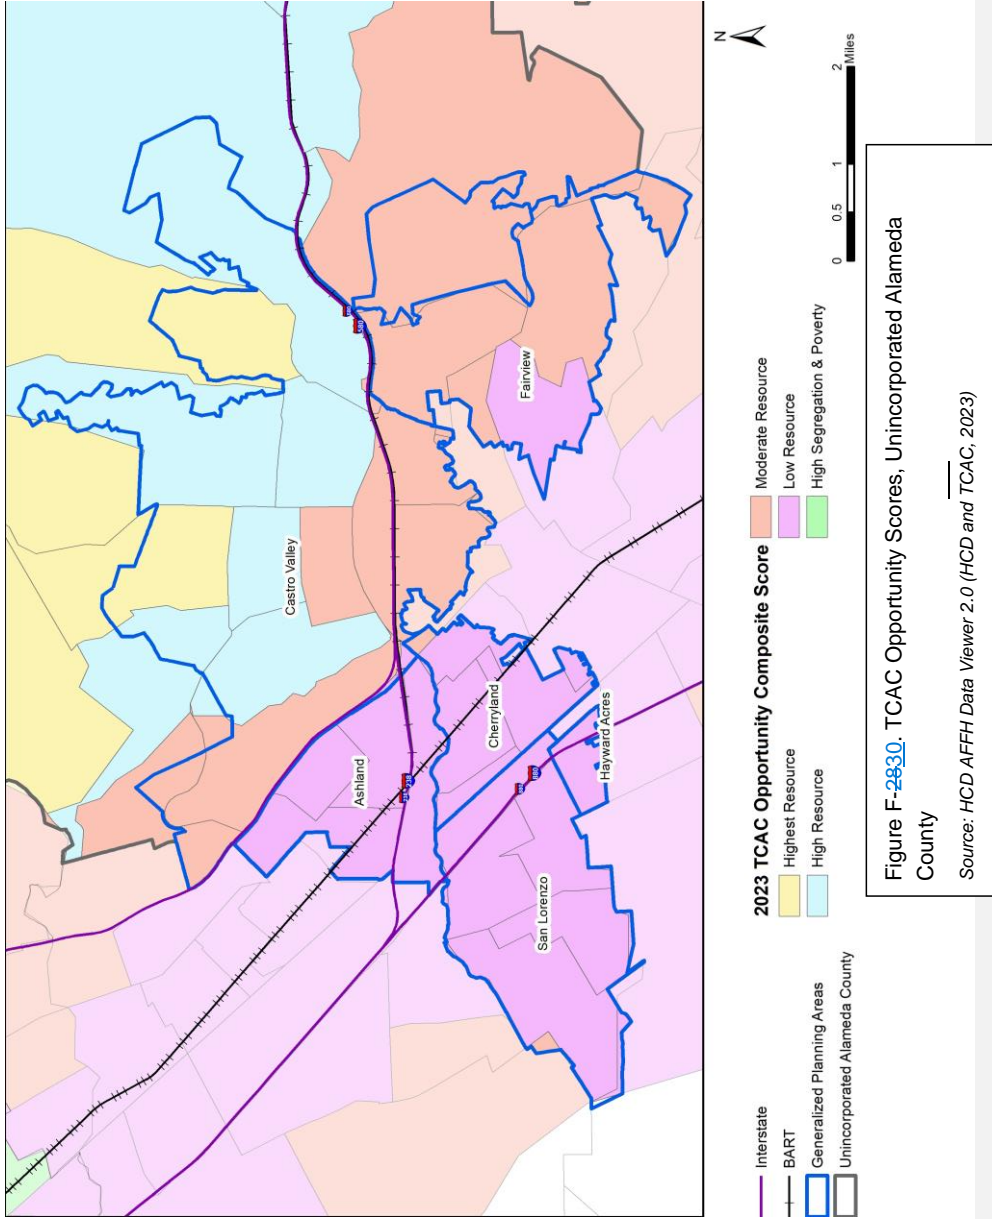 Castro Valley
Ashland
Cherryland
Fairview
Hayward Acres
San Lorenzo
580
238
880
N
Interstate
BART
Generalized Planning Areas
Unincorporated Alameda County
2023 TCAC Opportunity Composite Score
Highest Resource
High Resource
Moderate Resource
Low Resource
High Segregation & Poverty
0 0.5 1 2
Miles
Figure F-2830. TCAC Opportunity Scores, Unincorporated Alameda
County
Source: HCD AFFH Data Viewer 2.0 (HCD and TCAC, 2023)